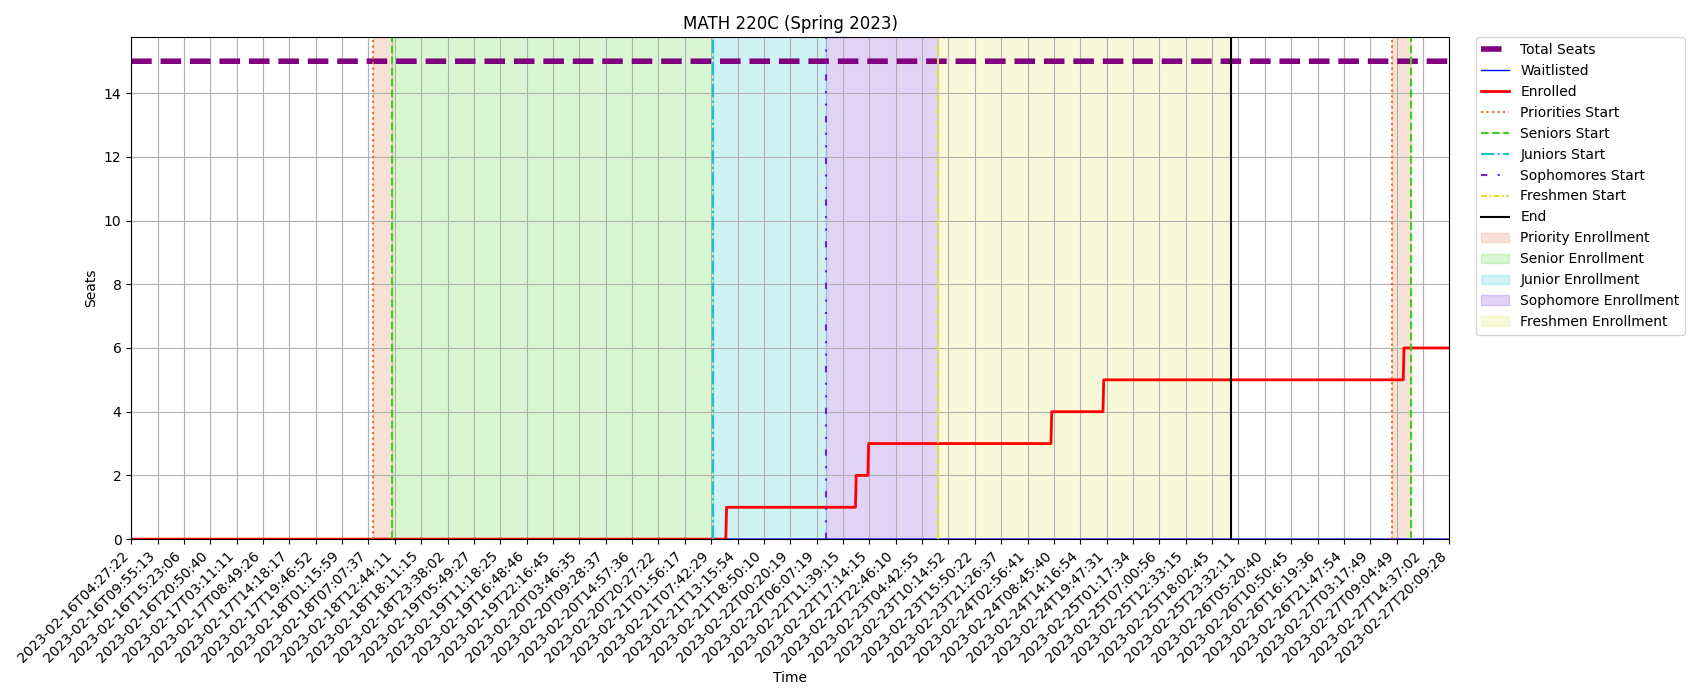 MATH 220C (Spring 2023)
Seats
14
12
10
8
6
4
2
0
2023-02-16T04:27:22
2023-02-16T09:55:13
2023-02-16T15:23:06
2023-02-16T20:50:40
2023-02-17T03:11:11
2023-02-17T08:49:26
2023-02-17T14:18:17
2023-02-17T19:46:52
2023-02-18T01:15:59
2023-02-18T07:07:37
2023-02-18T12:44:11
2023-02-18T18:11:15
2023-02-18T23:38:02
2023-02-19T05:49:27
2023-02-19T11:18:25
2023-02-19T16:48:46
2023-02-19T22:16:45
2023-02-20T03:46:35
2023-02-20T09:28:37
2023-02-20T14:57:36
2023-02-20T20:27:22
2023-02-21T01:56:17
2023-02-21T07:42:29
2023-02-21T13:15:54
2023-02-21T18:50:10
2023-02-22T00:20:19
2023-02-22T06:07:19
2023-02-22T11:39:15
2023-02-22T17:14:15
2023-02-22T22:46:10
2023-02-23T04:42:55
2023-02-23T10:14:52
2023-02-23T15:50:22
2023-02-23T21:26:37
2023-02-24T02:56:41
2023-02-24T08:45:40
2023-02-24T14:16:54
2023-02-24T19:47:31
2023-02-25T01:17:34
2023-02-25T07:00:56
2023-02-25T12:33:15
2023-02-25T18:02:45
2023-02-25T23:32:11
2023-02-26T05:20:40
2023-02-26T10:50:45
2023-02-26T16:19:36
2023-02-26T21:47:54
2023-02-27T03:17:49
2023-02-27T09:04:49
2023-02-27T14:37:02
2023-02-27T20:09:28
Time
Total Seats
Waitlisted
Enrolled
Priorities Start
Seniors Start
Juniors Start
Sophomores Start
Freshmen Start
End
Priority Enrollment
Senior Enrollment
Junior Enrollment
Sophomore Enrollment
Freshmen Enrollment